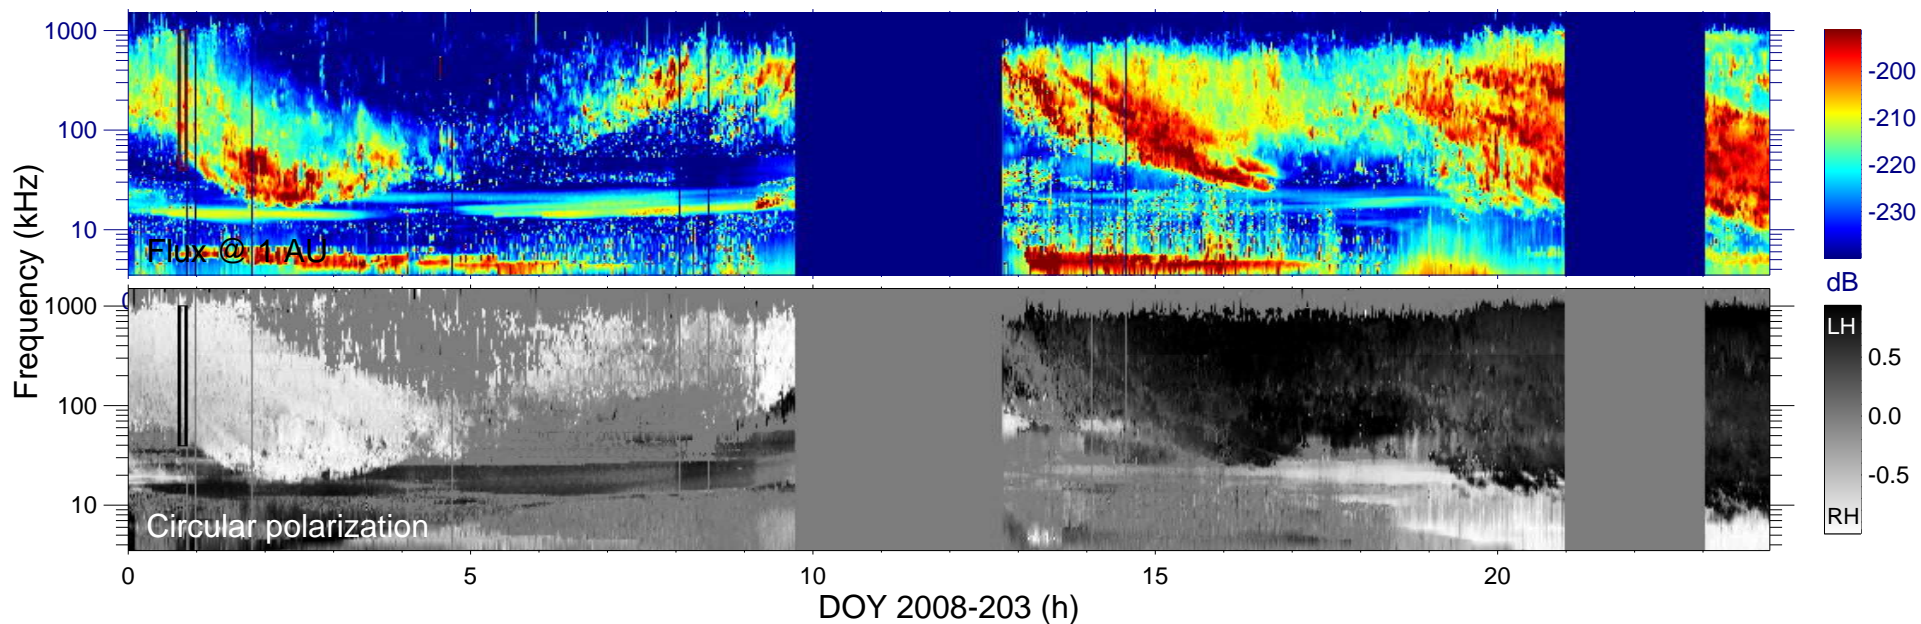 1000
100
10
Flux @ 1 AU
-200
-210
-220
-230
dB
Frequency (kHz)
0
1000
100
10
Circular polarization
LH
0.5
0.0
-0.5
RH
0 5 10 15 20
DOY 2008-203 (h)